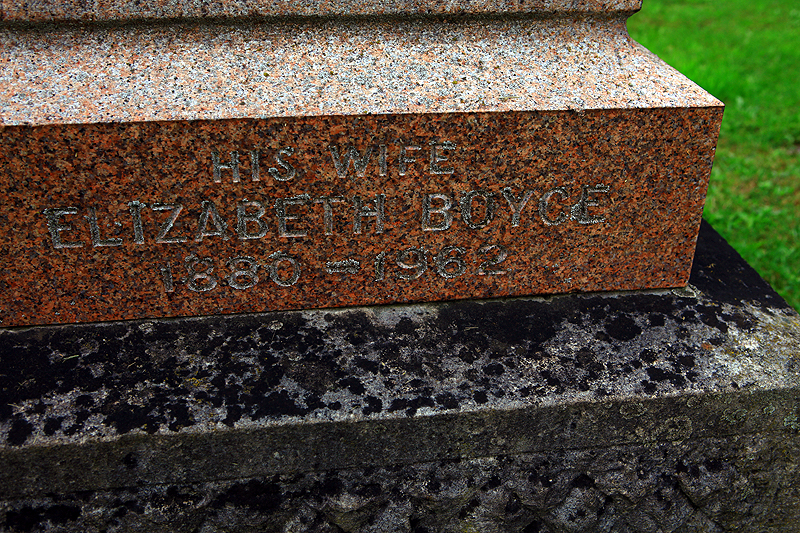 HIS WIFE
ELIZABETH BOYCE
1880 = 1962